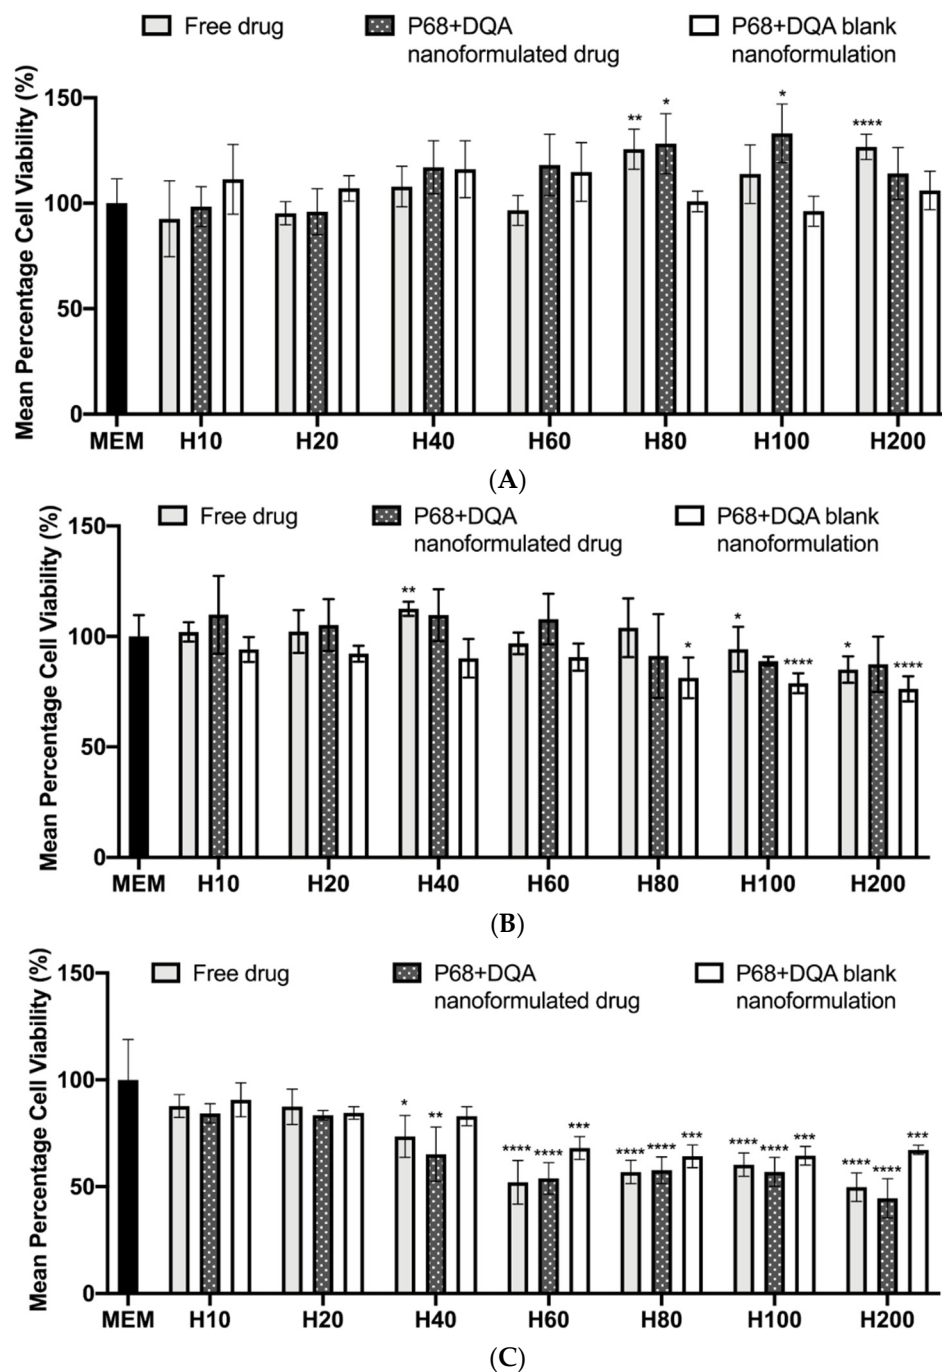 Free drug
P68+DQA
nanoformulated drug
P68+DQA blank
nanoformulation
Mean Percentage Cell Viability (%)
150
100
50
0
** * * ****
MEM H10 H20 H40 H60 H80 H100 H200
(A)
Free drug
P68+DQA
nanoformulated drug
P68+DQA blank
nanoformulation
Mean Percentage Cell Viability (%)
150
100
50
0
** * * **** * ****
MEM H10 H20 H40 H60 H80 H100 H200
(B)
Free drug
P68+DQA
nanoformulated drug
P68+DQA blank
nanoformulation
Mean Percentage Cell Viability (%)
150
100
50
0
* ** **** **** *** **** **** *** **** **** *** **** **** ***
MEM H10 H20 H40 H60 H80 H100 H200
(C)